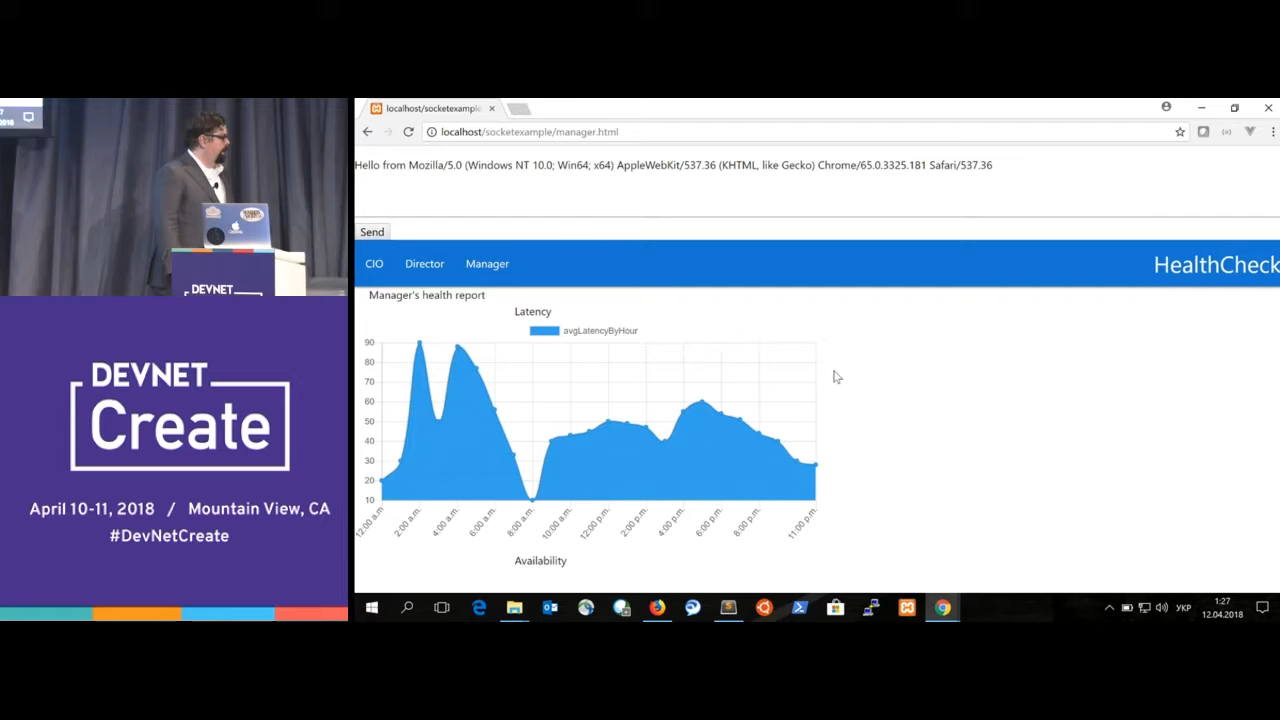 localhost/socketexample
localhost/socketexample/manager.html
Hello from Mozilla/5.0 (Windows NT 10.0; Win64; x64) AppleWebKit/537.36 (KHTML, like Gecko) Chrome/65.0.3325.181 Safari/537.36
Send
CIO Director Manager HealthCheck
Manager's health report
Latency
avgLatencyByHour
90
80
70
60
50
40
30
20
10
12:00 a.m
2:00 a.m.
4:00 a.m.
6:00 a.m.
8:00 a.m.
10:00 a.m.
12:00 p.m.
2:00 p.m.
4:00 p.m.
6:00 p.m.
8:00 p.m.
11:00 p.m.
Availability
УКР
1:27
12.04.2018
2018
DEVNET
DEVNET
Create
April 10-11, 2018 / Mountain View, CA
#DevNetCreate